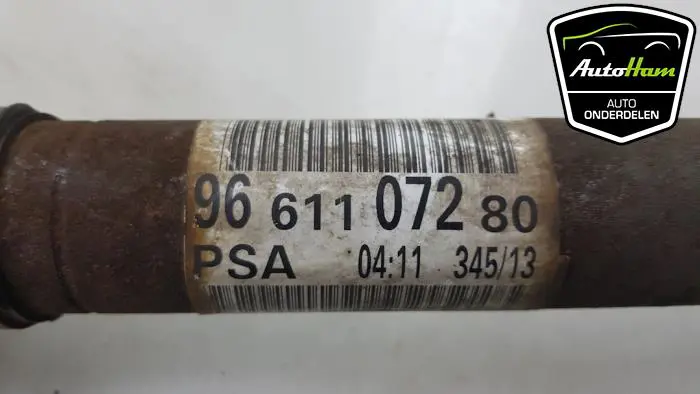 AutoHam
AUTO
ONDERDELEN
96 611 072 80
PSA 04:11 345/13